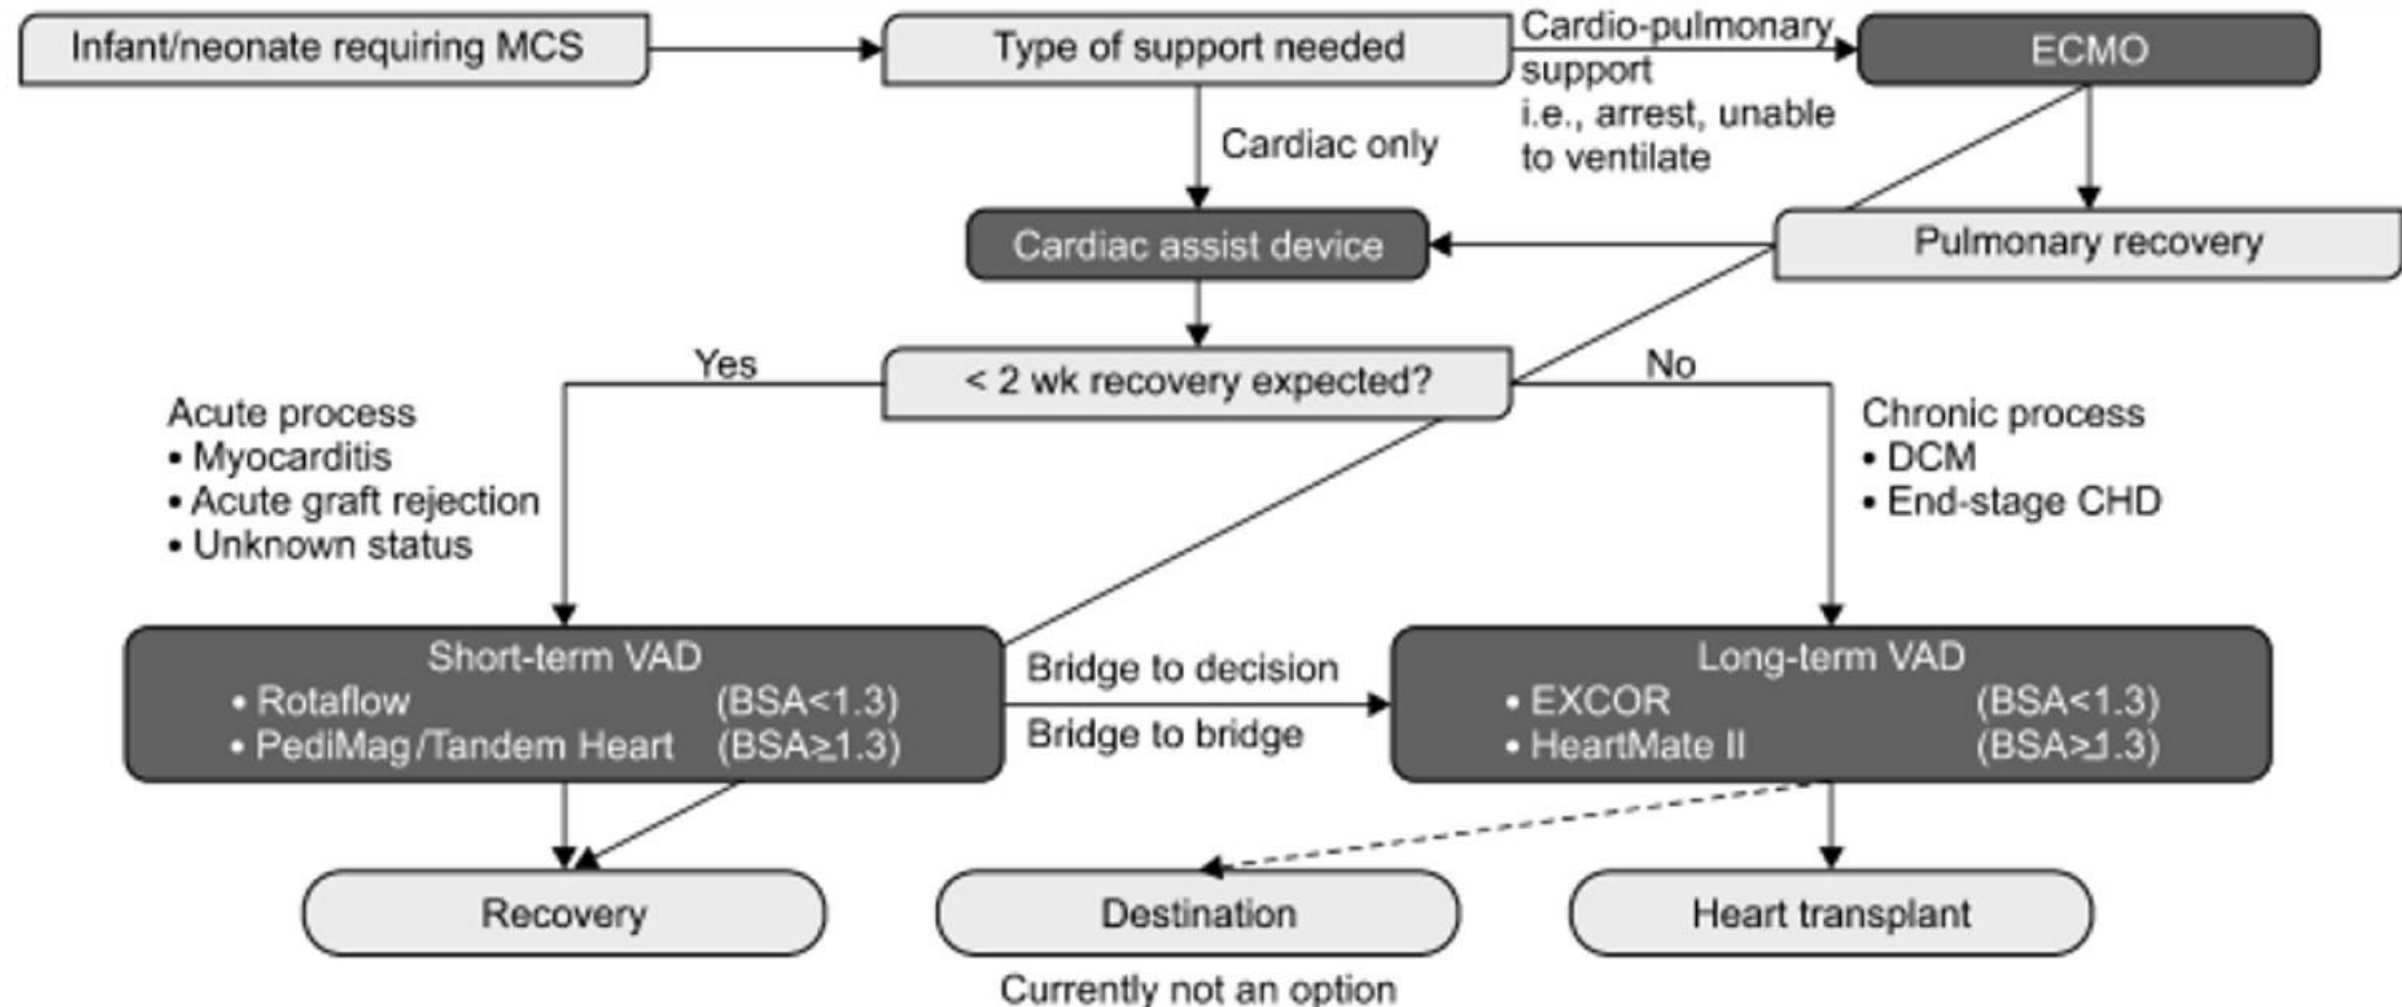 Infant/neonate requiring MCS
Type of support needed
Cardio-pulmonary
support
i.e., arrest, unable
to ventilate
ECMO
Cardiac only
Cardiac assist device
Pulmonary recovery
< 2 wk recovery expected?
Yes
No
Acute process
• Myocarditis
• Acute graft rejection
• Unknown status
Chronic process
• DCM
• End-stage CHD
Short-term VAD
• Rotaflow (BSA<1.3)
• PediMag/Tandem Heart (BSA≥1.3)
Bridge to decision
Bridge to bridge
Long-term VAD
• EXCOR (BSA<1.3)
• HeartMate II (BSA≥1.3)
Recovery
Destination
Heart transplant
Currently not an option